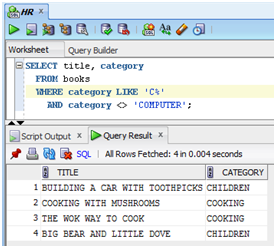 HR
Worksheet Query Builder
SELECT title, category
FROM books
WHERE category LIKE 'C%'
AND category <> 'COMPUTER';
Script Output Query Result
SQL | All Rows Fetched: 4 in 0.004 seconds
TITLE CATEGORY
1 BUILDING A CAR WITH TOOTHPICKS CHILDREN
2 COOKING WITH MUSHROOMS COOKING
3 THE WOK WAY TO COOK COOKING
4 BIG BEAR AND LITTLE DOVE CHILDREN